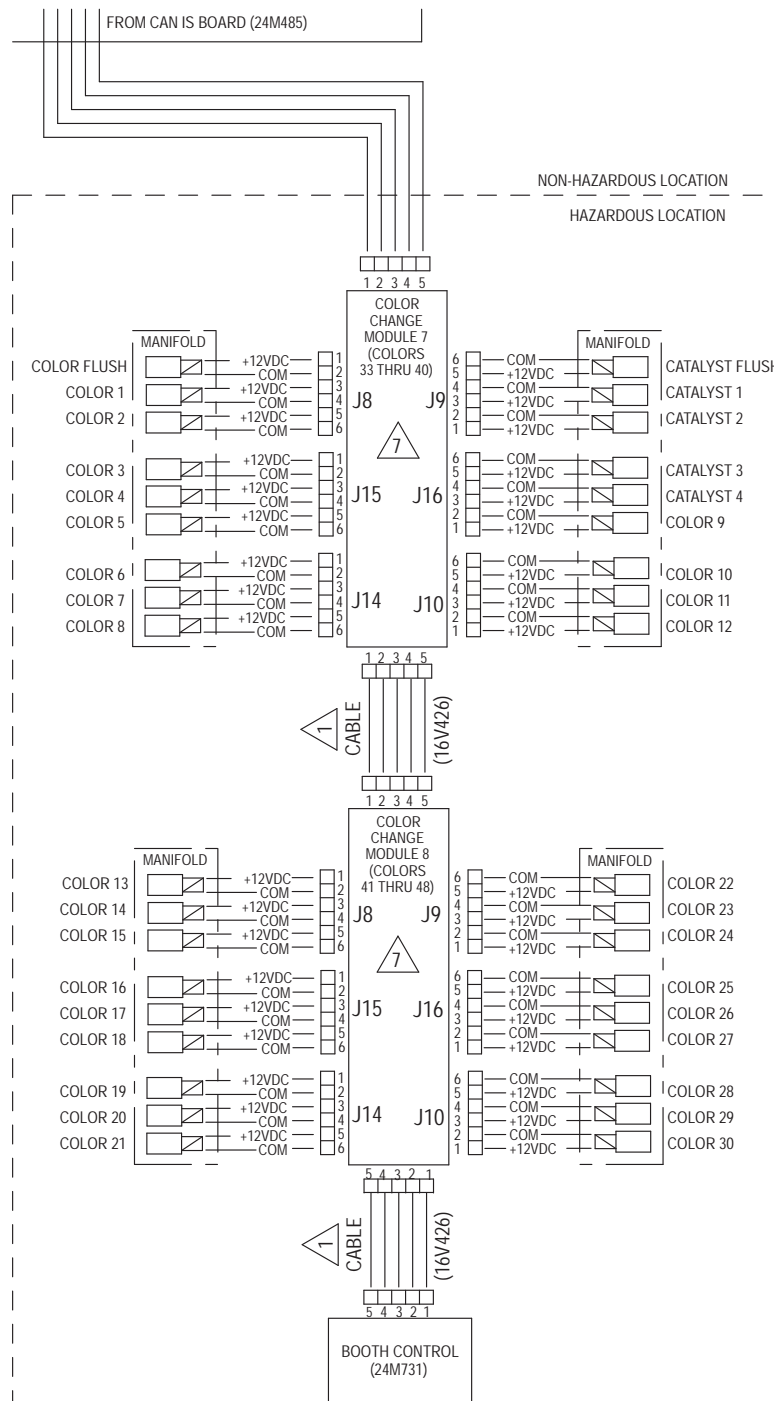 FROM CAN IS BOARD (24M485)
NON-HAZARDOUS LOCATION
HAZARDOUS LOCATION
1 2 3 4 5
COLOR
CHANGE
MODULE 7
(COLORS
33 THRU 40)
MANIFOLD
MANIFOLD
COLOR FLUSH +12VDC 1 6 COM CATALYST FLUSH
COM 2 5 +12VDC
COLOR 1 +12VDC 3 J8 J9 4 COM CATALYST 1
COM 4 3 +12VDC
COLOR 2 +12VDC 5 2 COM CATALYST 2
COM 6 1 +12VDC
7
COLOR 3 +12VDC 1 6 COM CATALYST 3
COM 2 5 +12VDC
COLOR 4 +12VDC 3 J15 J16 4 COM CATALYST 4
COM 4 3 +12VDC
COLOR 5 +12VDC 5 2 COM COLOR 9
COM 6 1 +12VDC
COLOR 6 +12VDC 1 6 COM COLOR 10
COM 2 5 +12VDC
COLOR 7 +12VDC 3 J14 J10 4 COM COLOR 11
COM 4 3 +12VDC
COLOR 8 +12VDC 5 2 COM COLOR 12
COM 6 1 +12VDC
1 2 3 4 5
1
CABLE
(16V426)
1 2 3 4 5
COLOR
CHANGE
MODULE 8
(COLORS
41 THRU 48)
MANIFOLD
MANIFOLD
COLOR 13 +12VDC 1 6 COM COLOR 22
COM 2 5 +12VDC
COLOR 14 +12VDC 3 J8 J9 4 COM COLOR 23
COM 4 3 +12VDC
COLOR 15 +12VDC 5 2 COM COLOR 24
COM 6 1 +12VDC
7
COLOR 16 +12VDC 1 6 COM COLOR 25
COM 2 5 +12VDC
COLOR 17 +12VDC 3 J15 J16 4 COM COLOR 26
COM 4 3 +12VDC
COLOR 18 +12VDC 5 2 COM COLOR 27
COM 6 1 +12VDC
COLOR 19 +12VDC 1 6 COM COLOR 28
COM 2 5 +12VDC
COLOR 20 +12VDC 3 J14 J10 4 COM COLOR 29
COM 4 3 +12VDC
COLOR 21 +12VDC 5 2 COM COLOR 30
COM 6 1 +12VDC
5 4 3 2 1
1
CABLE
(16V426)
5 4 3 2 1
BOOTH CONTROL
(24M731)